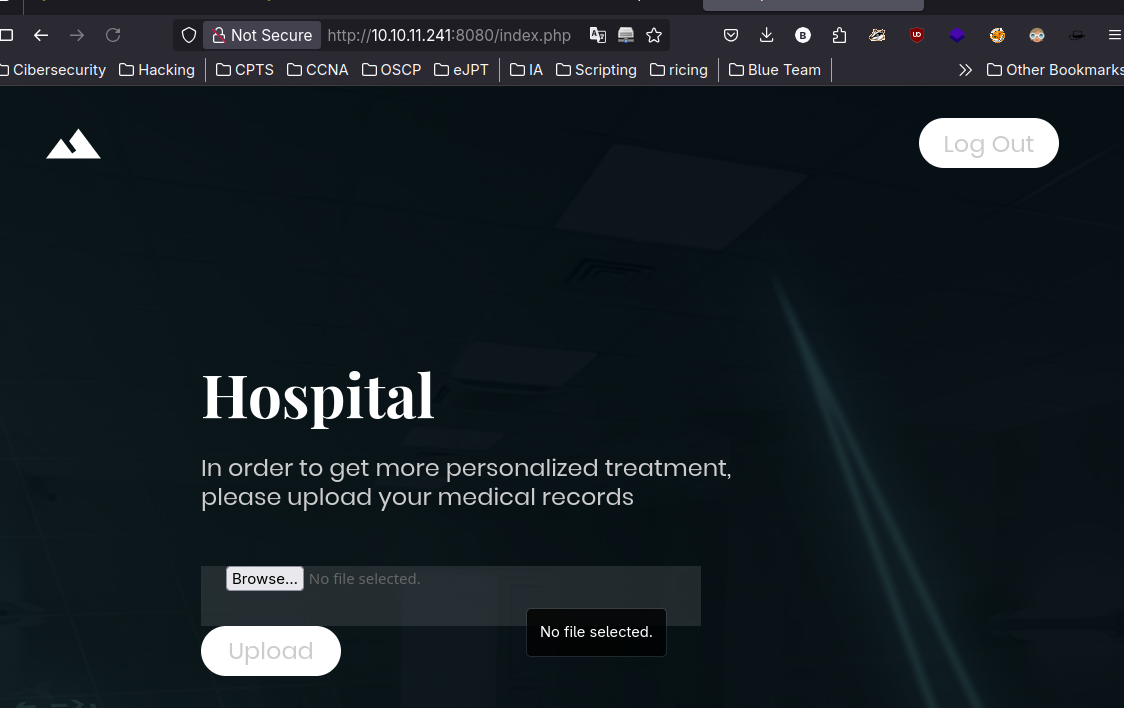 Not Secure http://10.10.11.241:8080/index.php
Cibersecurity Hacking CPTS CCNA OSCP eJPT IA Scripting ricing Blue Team Other Bookmarks
Log Out
Hospital
In order to get more personalized treatment,
please upload your medical records
Browse... No file selected.
No file selected.
Upload